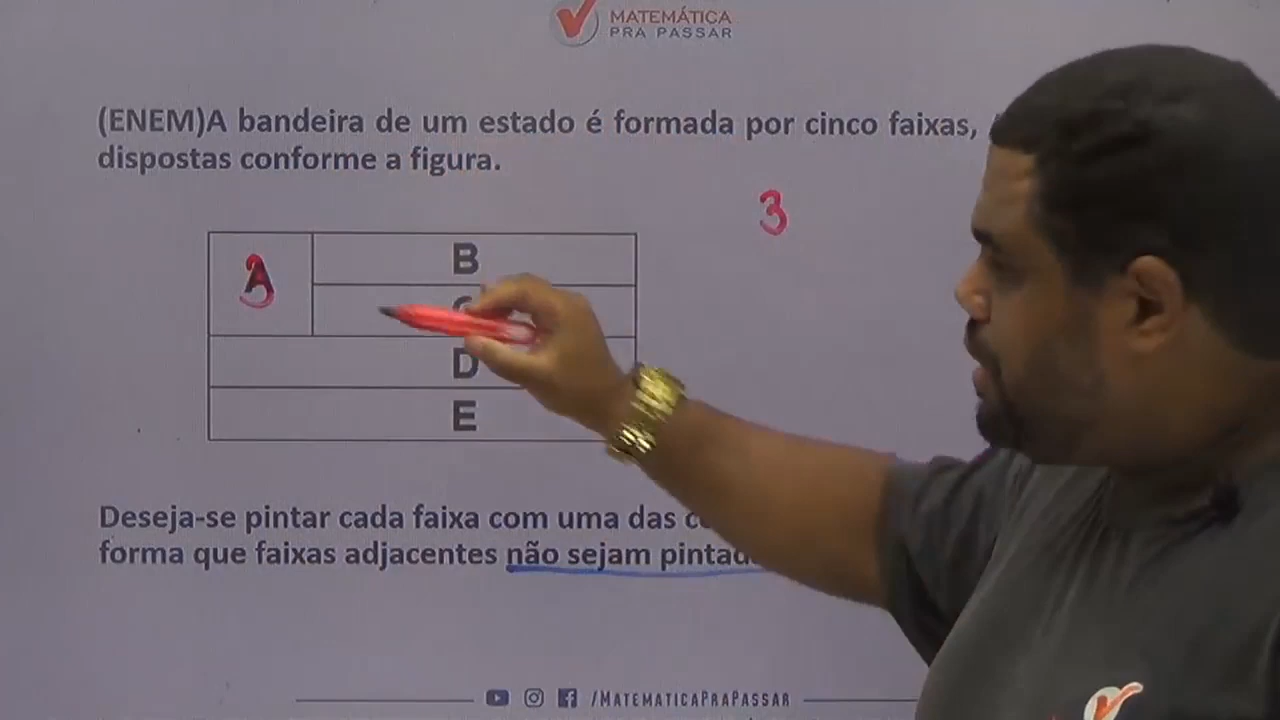 MATEMÁTICA
PRA PASSAR
(ENEM)A bandeira de um estado é formada por cinco faixas,
dispostas conforme a figura.
3
A
B
D
E
Deseja-se pintar cada faixa com uma das
forma que faixas adjacentes não sejam
/MATEMATICAPRAPASSAR